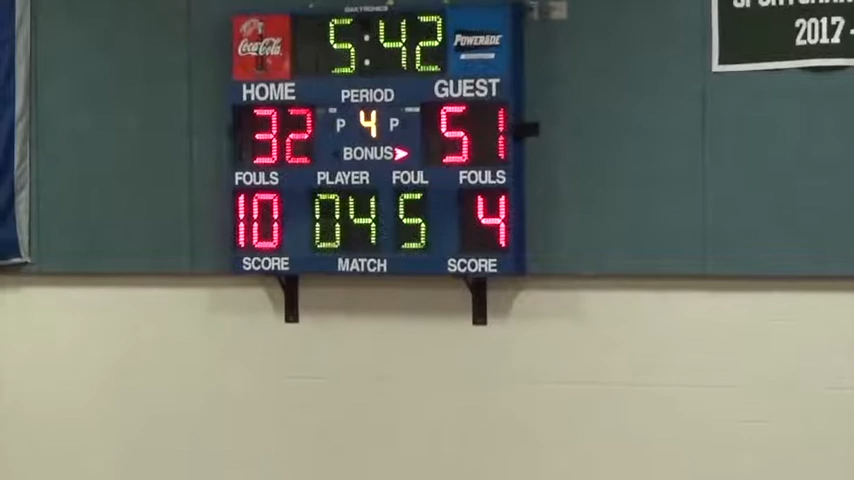 DAKTRONICS
Coca-Cola
5:42
POWERADE
HOME
PERIOD
GUEST
32
P 4 P
51
BONUS
FOULS
PLAYER
FOUL
FOULS
10
04
5
4
SCORE
MATCH
SCORE
2017-